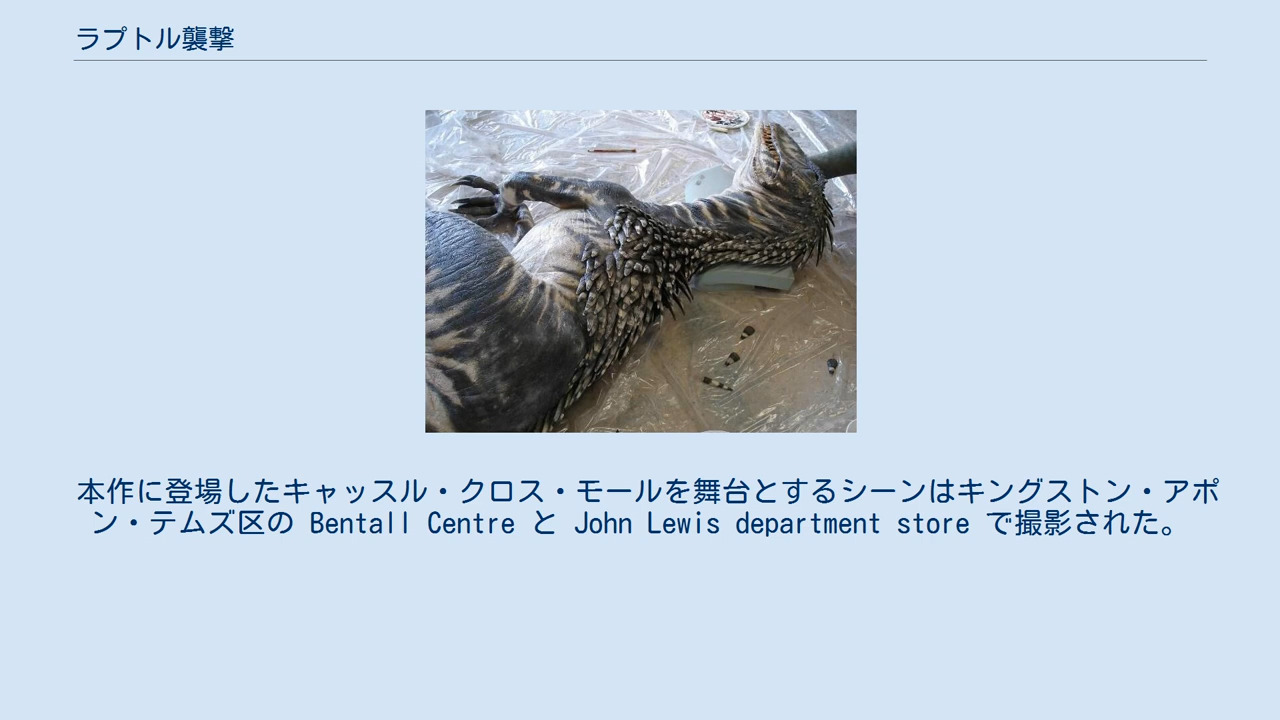 ラプトル襲撃
本作に登場したキャッスル・クロス・モールを舞台とするシーンはキングストン・アポ
ン・テムズ区の Bentall Centre と John Lewis department store で撮影された。